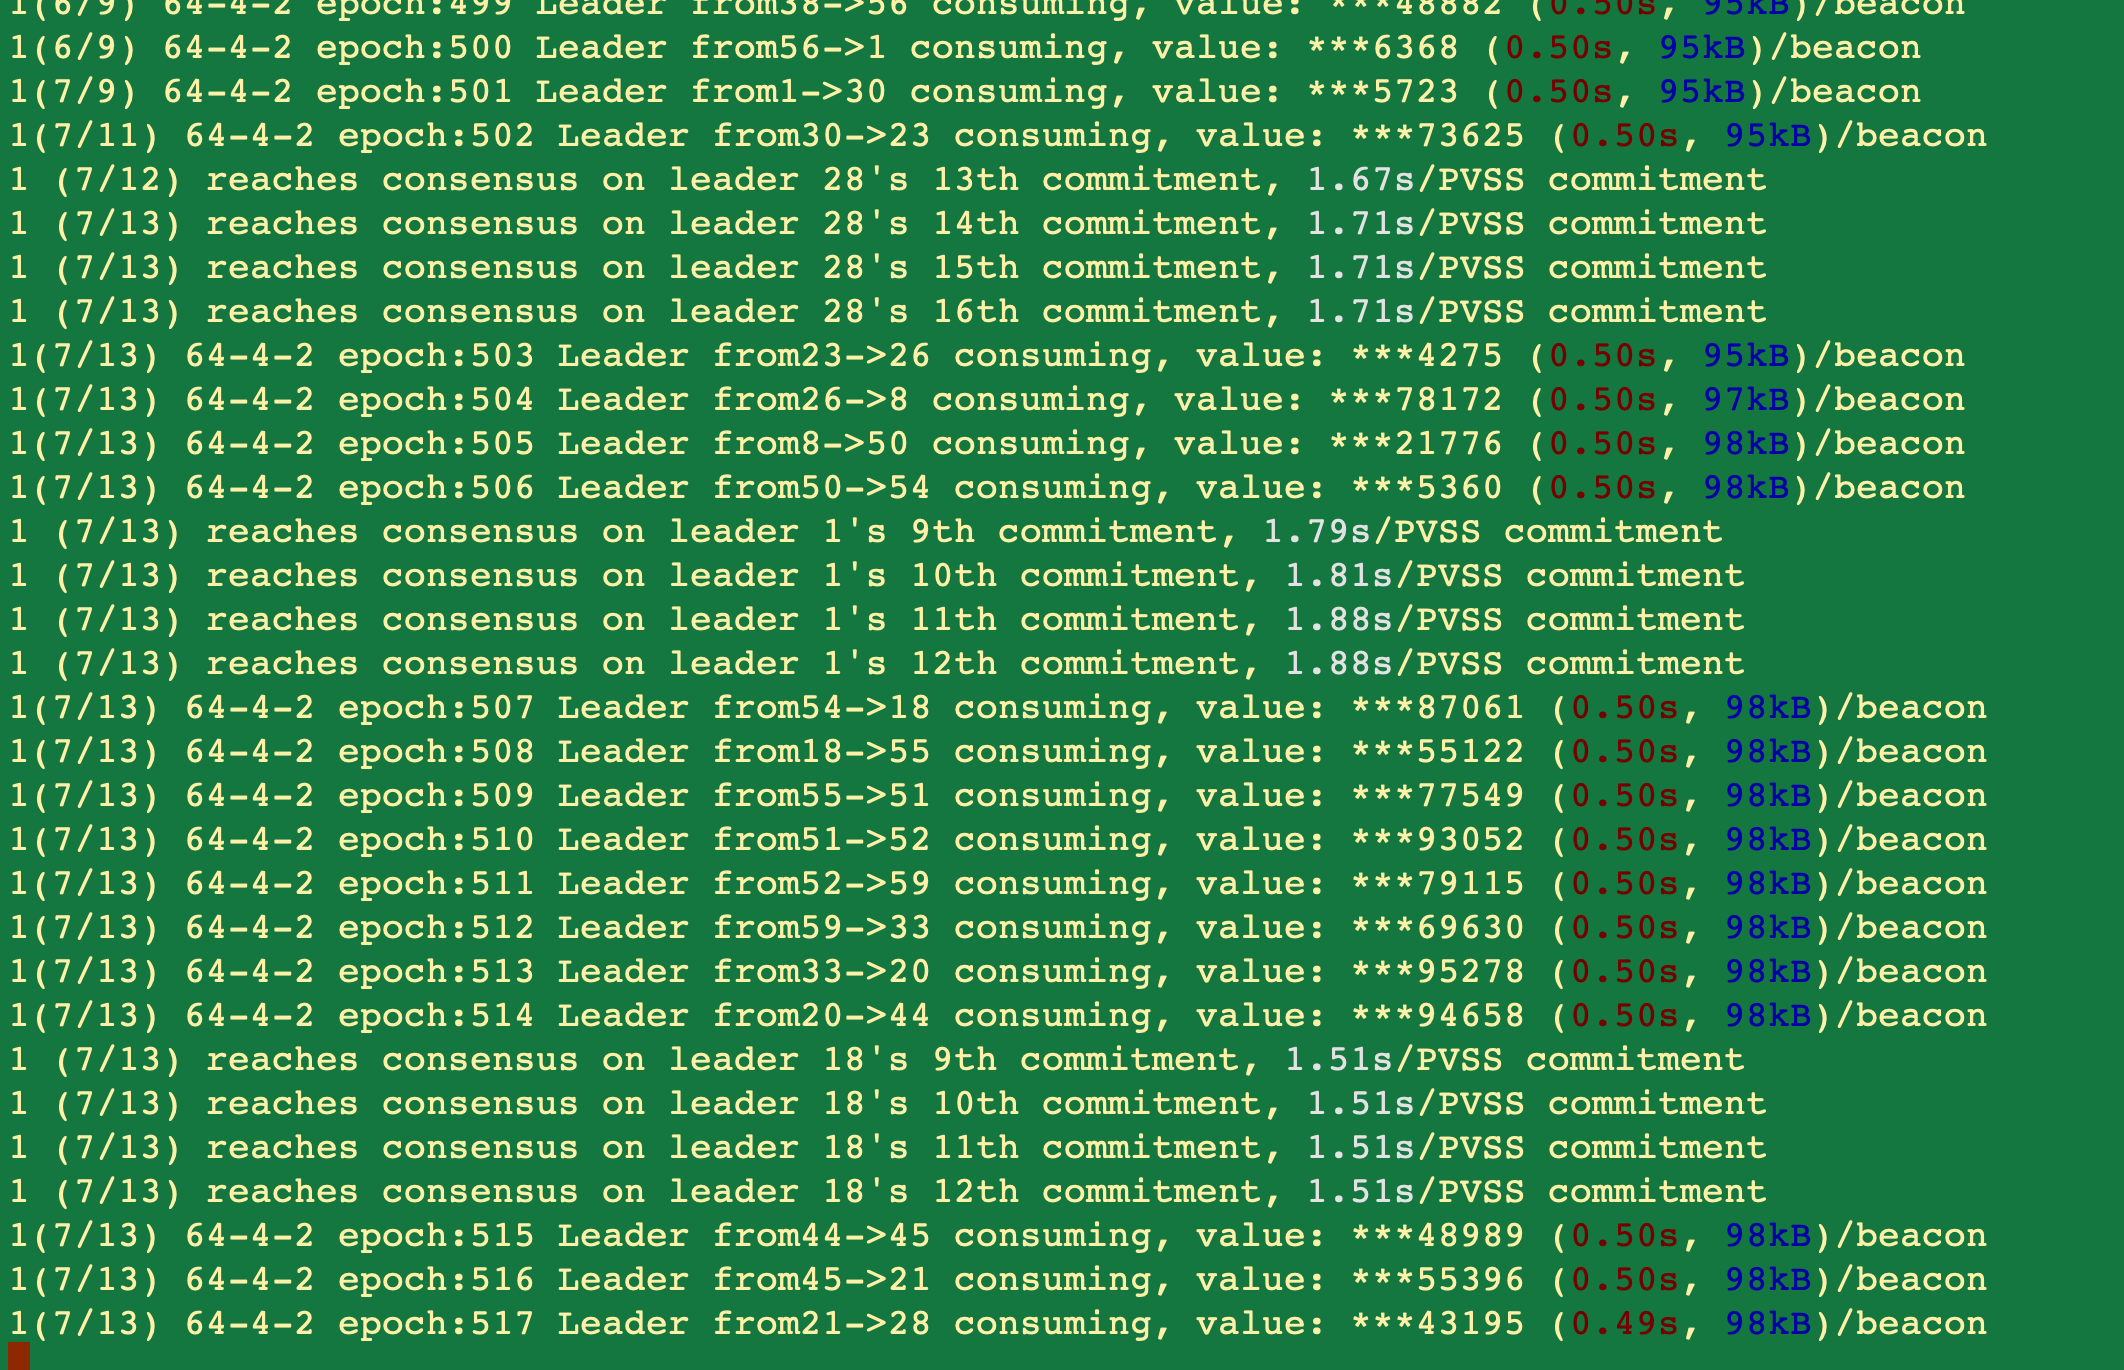 1(6/9) 64-4-2 epoch:499 Leader from38->56 consuming, value: ***48882 (0.50s, 95kB)/beacon
1(6/9) 64-4-2 epoch:500 Leader from56->1 consuming, value: ***6368 (0.50s, 95kB)/beacon
1(7/9) 64-4-2 epoch:501 Leader from1->30 consuming, value: ***5723 (0.50s, 95kB)/beacon
1(7/11) 64-4-2 epoch:502 Leader from30->23 consuming, value: ***73625 (0.50s, 95kB)/beacon
1 (7/12) reaches consensus on leader 28's 13th commitment, 1.67s/PVSS commitment
1 (7/13) reaches consensus on leader 28's 14th commitment, 1.71s/PVSS commitment
1 (7/13) reaches consensus on leader 28's 15th commitment, 1.71s/PVSS commitment
1 (7/13) reaches consensus on leader 28's 16th commitment, 1.71s/PVSS commitment
1(7/13) 64-4-2 epoch:503 Leader from23->26 consuming, value: ***4275 (0.50s, 95kB)/beacon
1(7/13) 64-4-2 epoch:504 Leader from26->8 consuming, value: ***78172 (0.50s, 97kB)/beacon
1(7/13) 64-4-2 epoch:505 Leader from8->50 consuming, value: ***21776 (0.50s, 98kB)/beacon
1(7/13) 64-4-2 epoch:506 Leader from50->54 consuming, value: ***5360 (0.50s, 98kB)/beacon
1 (7/13) reaches consensus on leader 1's 9th commitment, 1.79s/PVSS commitment
1 (7/13) reaches consensus on leader 1's 10th commitment, 1.81s/PVSS commitment
1 (7/13) reaches consensus on leader 1's 11th commitment, 1.88s/PVSS commitment
1 (7/13) reaches consensus on leader 1's 12th commitment, 1.88s/PVSS commitment
1(7/13) 64-4-2 epoch:507 Leader from54->18 consuming, value: ***87061 (0.50s, 98kB)/beacon
1(7/13) 64-4-2 epoch:508 Leader from18->55 consuming, value: ***55122 (0.50s, 98kB)/beacon
1(7/13) 64-4-2 epoch:509 Leader from55->51 consuming, value: ***77549 (0.50s, 98kB)/beacon
1(7/13) 64-4-2 epoch:510 Leader from51->52 consuming, value: ***93052 (0.50s, 98kB)/beacon
1(7/13) 64-4-2 epoch:511 Leader from52->59 consuming, value: ***79115 (0.50s, 98kB)/beacon
1(7/13) 64-4-2 epoch:512 Leader from59->33 consuming, value: ***69630 (0.50s, 98kB)/beacon
1(7/13) 64-4-2 epoch:513 Leader from33->20 consuming, value: ***95278 (0.50s, 98kB)/beacon
1(7/13) 64-4-2 epoch:514 Leader from20->44 consuming, value: ***94658 (0.50s, 98kB)/beacon
1 (7/13) reaches consensus on leader 18's 9th commitment, 1.51s/PVSS commitment
1 (7/13) reaches consensus on leader 18's 10th commitment, 1.51s/PVSS commitment
1 (7/13) reaches consensus on leader 18's 11th commitment, 1.51s/PVSS commitment
1 (7/13) reaches consensus on leader 18's 12th commitment, 1.51s/PVSS commitment
1(7/13) 64-4-2 epoch:515 Leader from44->45 consuming, value: ***48989 (0.50s, 98kB)/beacon
1(7/13) 64-4-2 epoch:516 Leader from45->21 consuming, value: ***55396 (0.50s, 98kB)/beacon
1(7/13) 64-4-2 epoch:517 Leader from21->28 consuming, value: ***43195 (0.49s, 98kB)/beacon